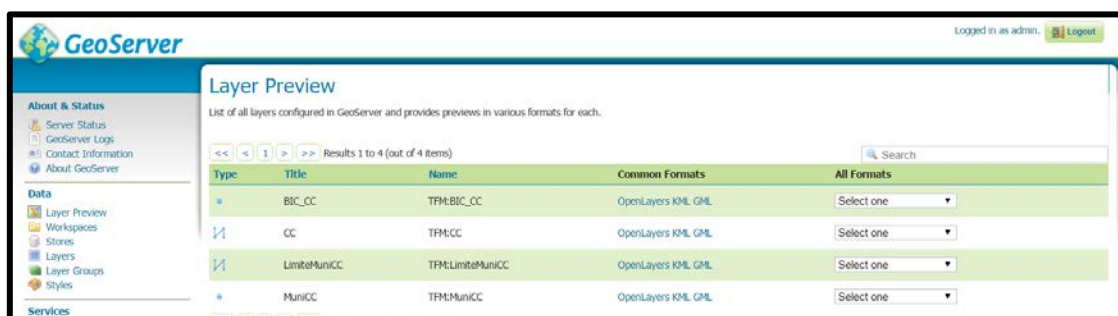 GeoServer
Logged in as admin. Logout
About & Status
Server Status
GeoServer Logs
Contact Information
About GeoServer
Data
Layer Preview
Workspaces
Stores
Layers
Layer Groups
Styles
Services
Layer Preview
List of all layers configured in GeoServer and provides previews in various formats for each.
<< < 1 > >> Results 1 to 4 (out of 4 items) Search
Type Title Name Common Formats All Formats
BIC_CC TFM:BIC_CC OpenLayers KML GML Select one
CC TFM:CC OpenLayers KML GML Select one
LimiteMuniCC TFM:LimiteMuniCC OpenLayers KML GML Select one
MuniCC TFM:MuniCC OpenLayers KML GML Select one